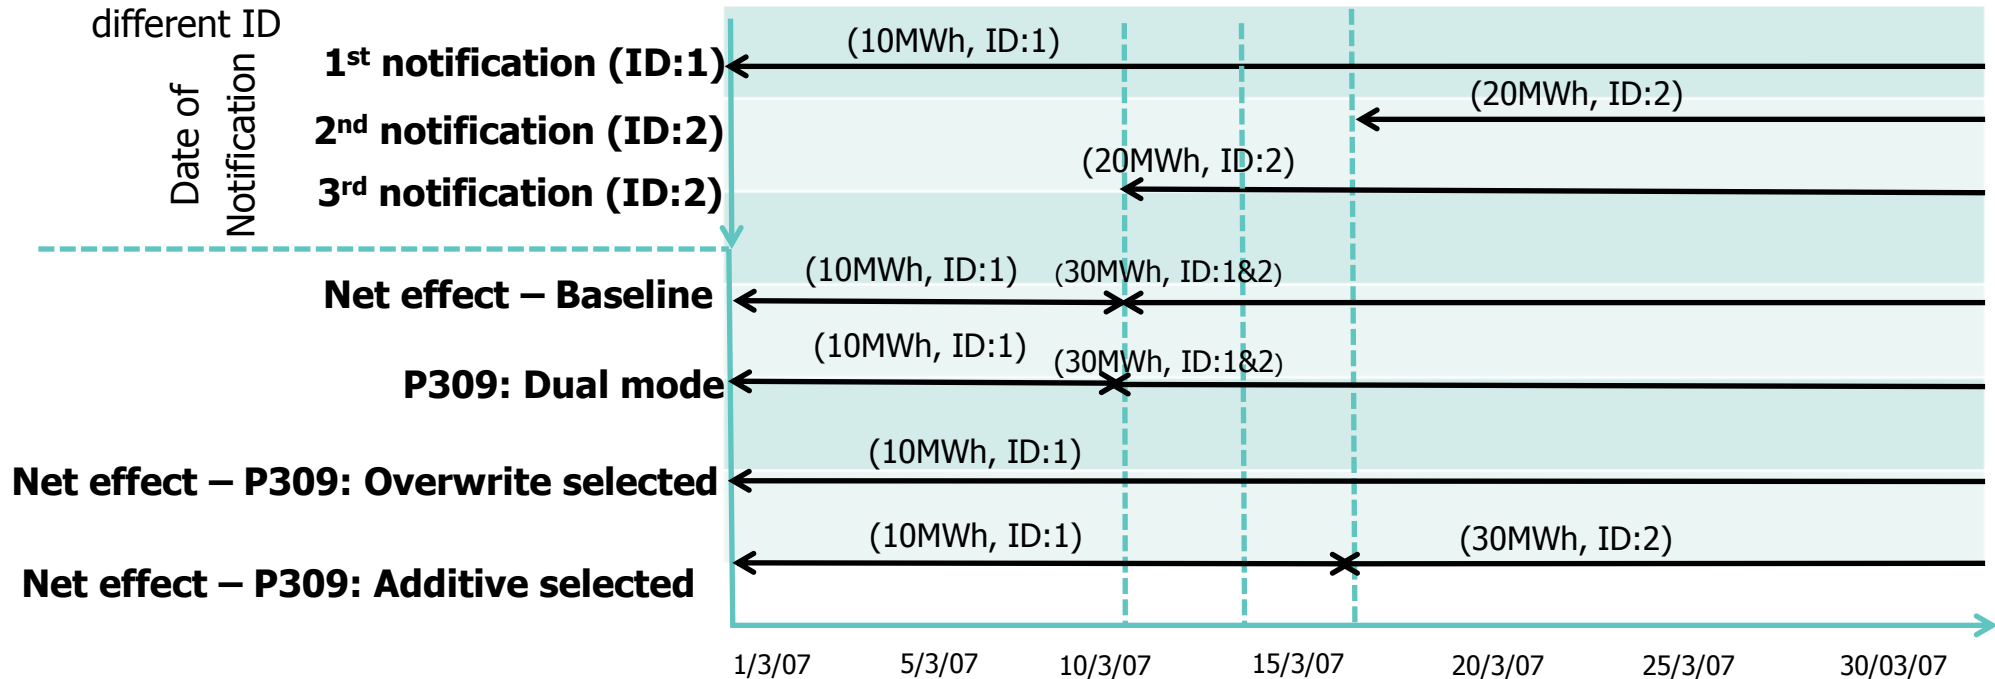 different ID
Date of
Notification
1st notification (ID:1)
(10MWh, ID:1)
2nd notification (ID:2)
(20MWh, ID:2)
3rd notification (ID:2)
(20MWh, ID:2)
Net effect – Baseline
(10MWh, ID:1)
(30MWh, ID:1&2)
P309: Dual mode
(10MWh, ID:1)
(30MWh, ID:1&2)
Net effect – P309: Overwrite selected
(10MWh, ID:1)
Net effect – P309: Additive selected
(10MWh, ID:1)
(30MWh, ID:2)
1/3/07 5/3/07 10/3/07 15/3/07 20/3/07 25/3/07 30/03/07